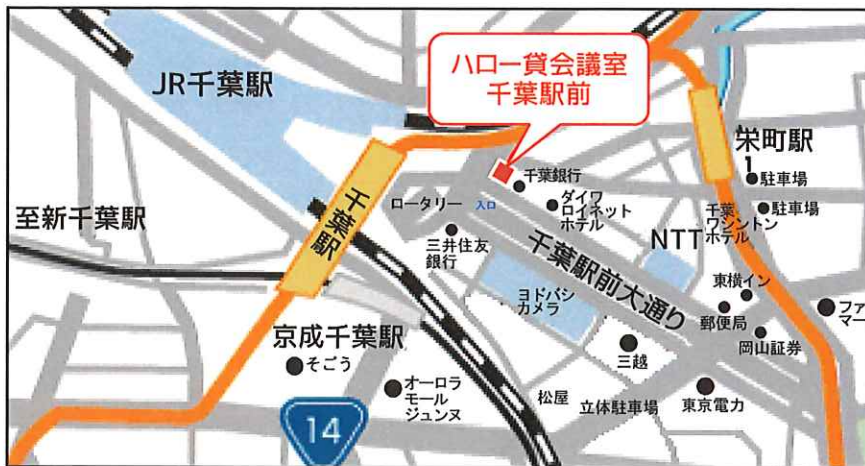 JR千葉駅
ハロー貸会議室
千葉駅前
栄町駅
駐車場
駐車場
千葉銀行
ダイワ
ロイネット
ホテル
ロータリー
入口
三井住友
銀行
千葉駅
至新千葉駅
千葉
ワシントン
ホテル
NTT
千葉駅前大通り
ヨドバシ
カメラ
東横イン
郵便局
岡山証券
ファ
マー
京成千葉駅
そごう
オーロラ
モール
ジュンヌ
三越
松屋
立体駐車場
東京電力
14